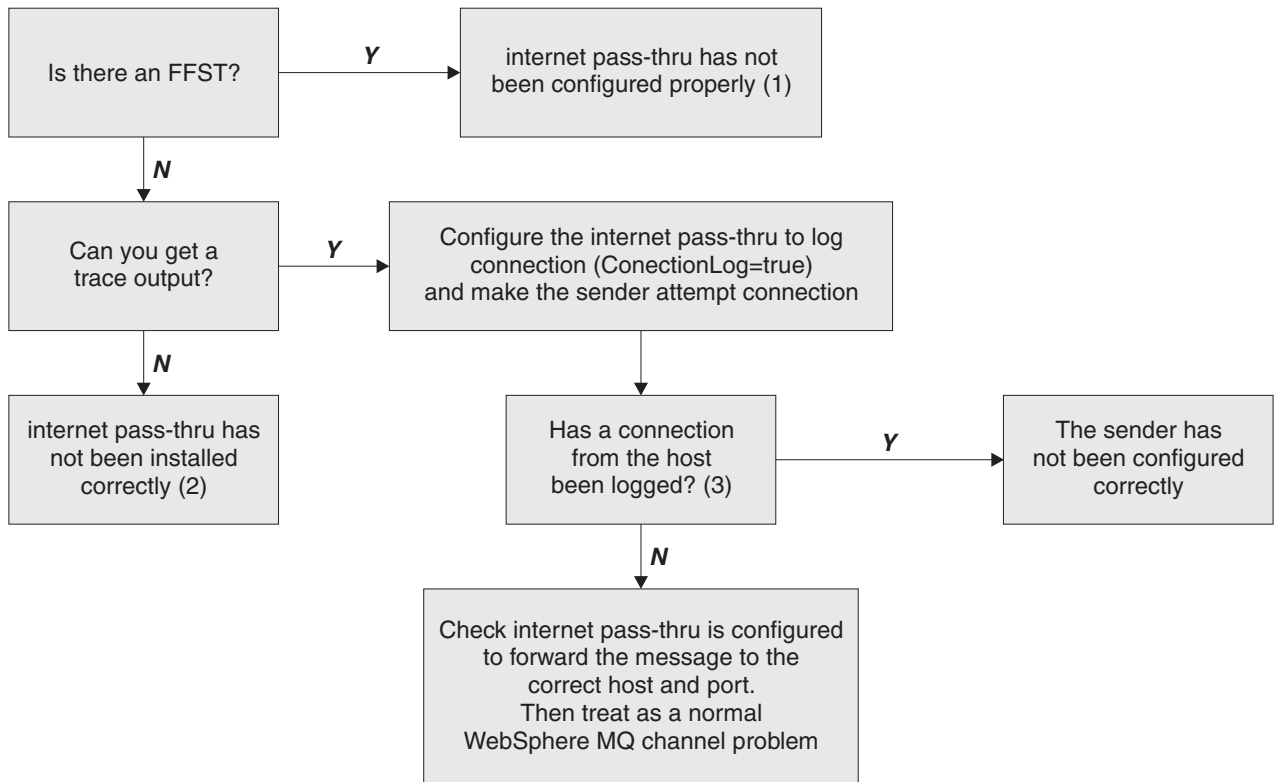 Is there an FFST?
Y
internet pass-thru has not
been configured properly (1)
N
Can you get a
trace output?
Y
Configure the internet pass-thru to log
connection (ConectionLog=true)
and make the sender attempt connection
N
internet pass-thru has
not been installed
correctly (2)
Has a connection
from the host
been logged? (3)
Y
The sender has
not been configured
correctly
N
Check internet pass-thru is configured
to forward the message to the
correct host and port.
Then treat as a normal
WebSphere MQ channel problem